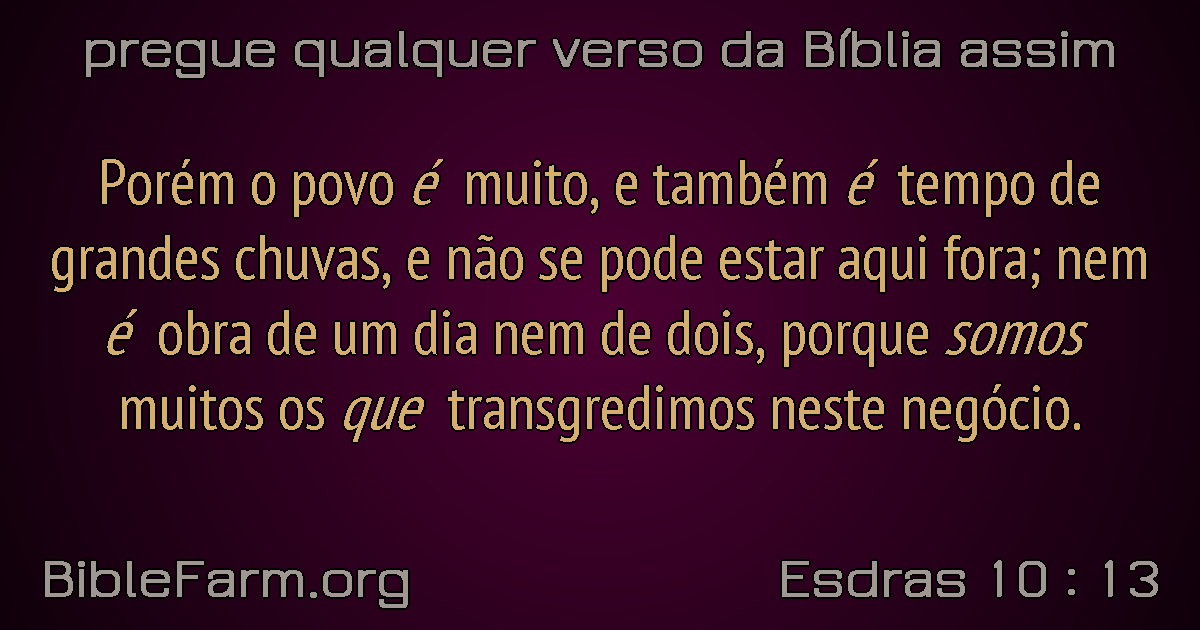 pregue qualquer verso da Bíblia assim
Porém o povo é muito, e também é tempo de
grandes chuvas, e não se pode estar aqui fora; nem
é obra de um dia nem de dois, porque somos
muitos os que transgredimos neste negócio.
BibleFarm.org
Esdras 10 : 13